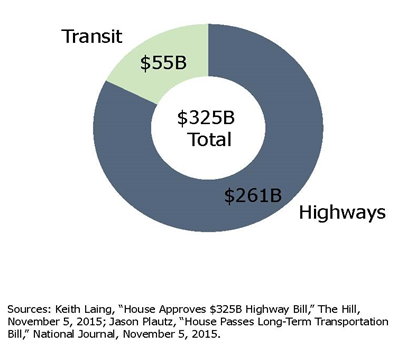 Transit
$55B
$325B
Total
$261B
Highways
Sources: Keith Laing, “House Approves $325B Highway Bill,” The Hill,
November 5, 2015; Jason Plautz, “House Passes Long-Term Transportation
Bill,” National Journal, November 5, 2015.